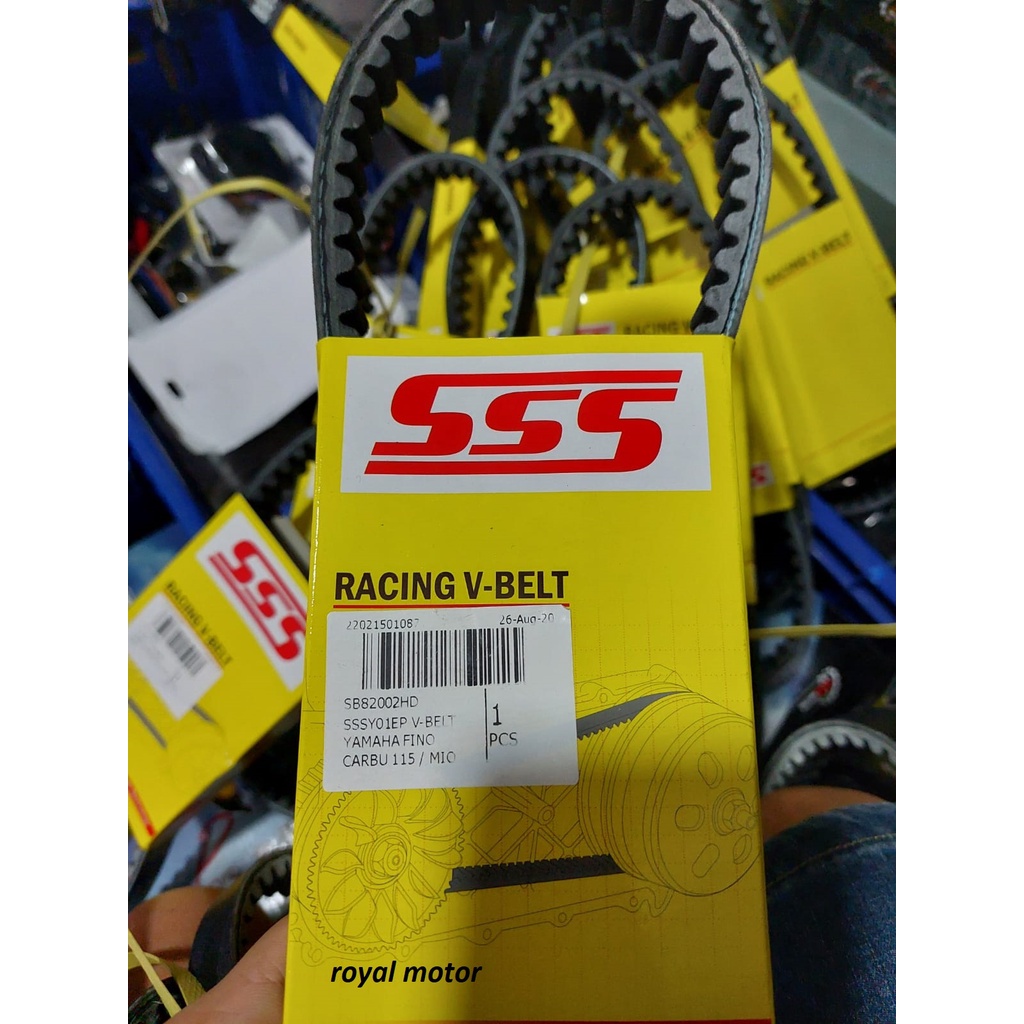 RACING V-BELT
RACING V
SSS
SSS
RACING V-BELT
RACING V-BELT
22021501087
26-Aug-20
SB82002HD
SSSY01EP V-BELT
YAMAHA FINO
CARBU 115 / MIO
1
PCS
royal motor